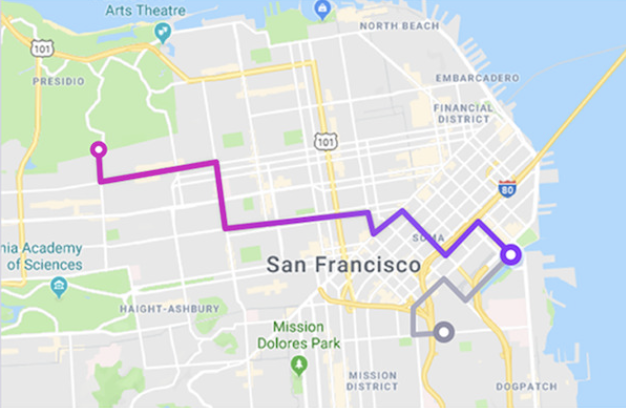 Arts Theatre
NORTH BEACH
101
PRESIDIO
EMBARCADERO
FINANCIAL
DISTRICT
101
80
SOMA
nia Academy
of Sciences
San Francisco
HAIGHT-ASHBURY
Mission
Dolores Park
MISSION
DISTRICT
DOGPATCH